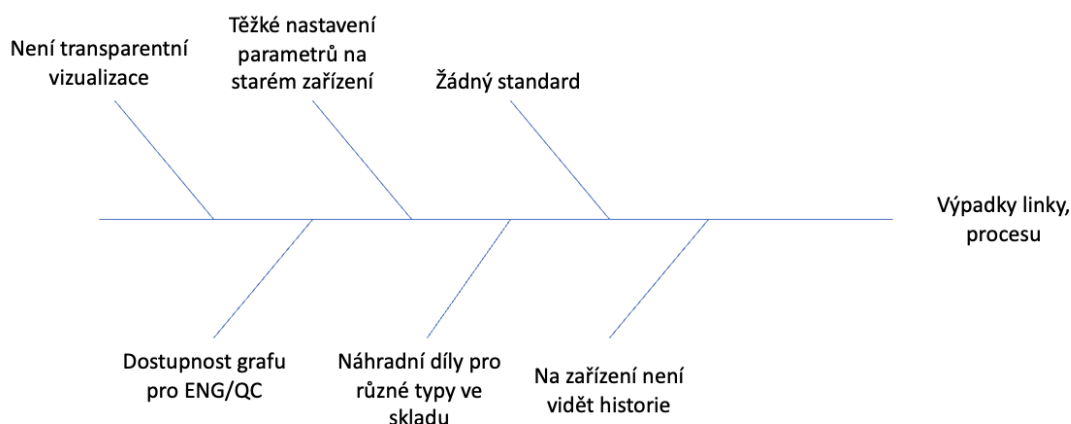 Není transparentní
vizualizace
Těžké nastavení
parametrů na
starém zařízení
Žádný standard
Výpadky linky,
procesu
Dostupnost grafu
pro ENG/QC
Náhradní díly pro
různé typy ve
skladu
Na zařízení není
vidět historie